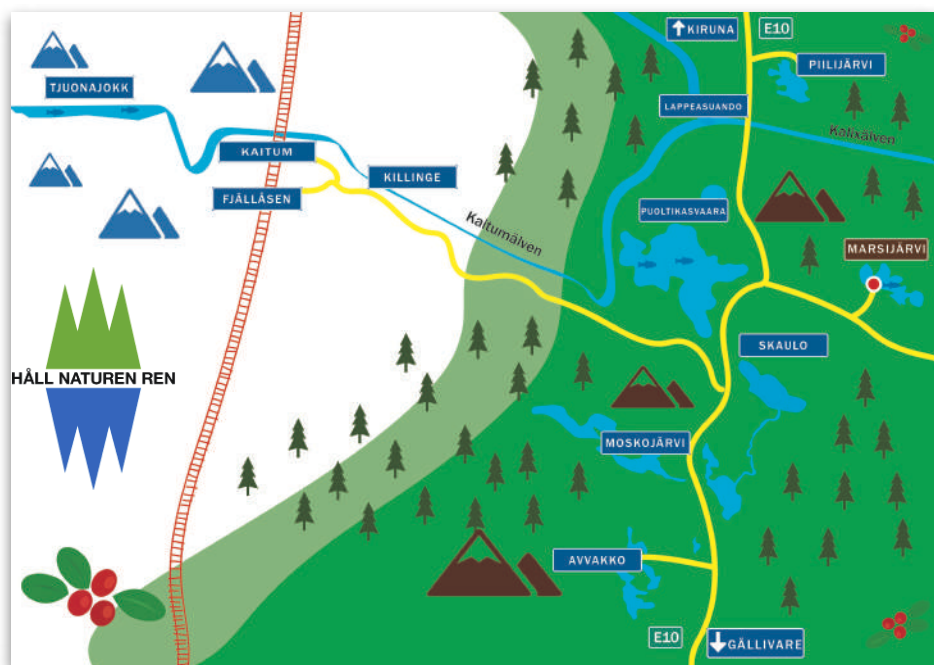 KIRUNA
E10
PIILIJÄRVI
TJUONAJOKK
LAPPEASUANDO
Kalixälven
KAITUM
KILLINGE
FJÄLLÅSEN
PUOLTIKASVAARA
Kaitumälven
MARSIJÄRVI
SKAULO
HÅLL NATUREN REN
MOSKOJÄRVI
AVVAKKO
E10
GÄLLIVARE